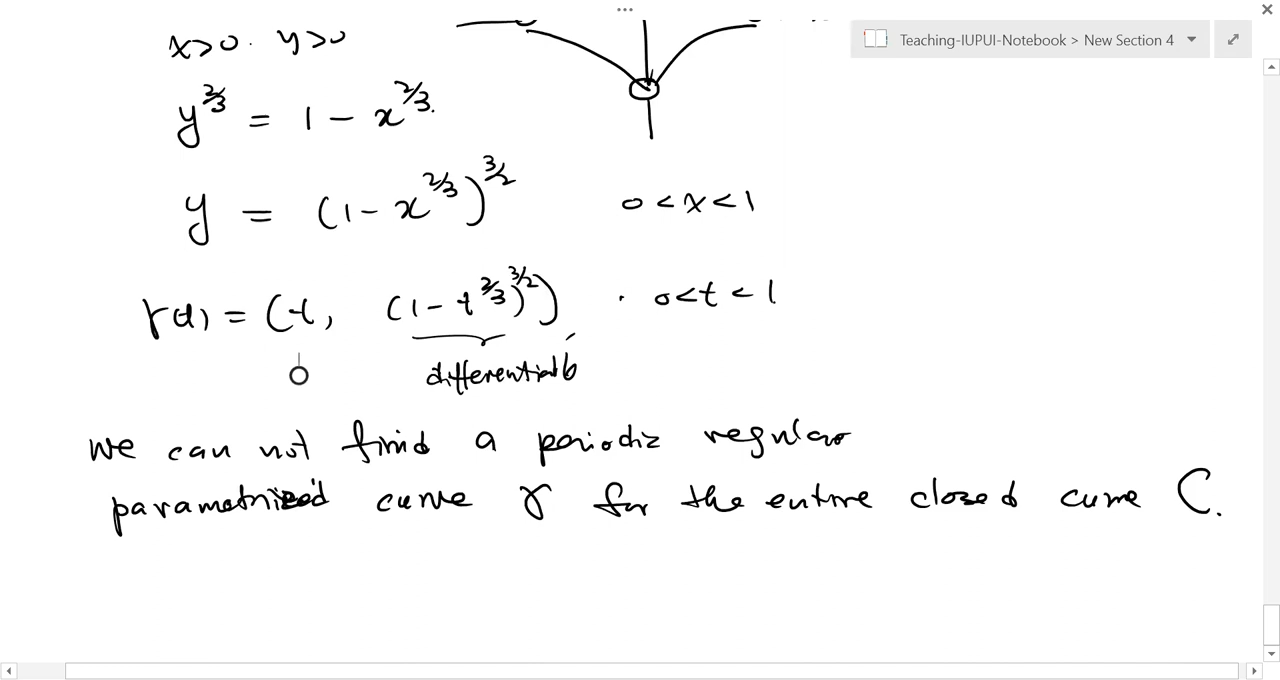 Teaching-IUPUI-Notebook > New Section 4
x>0. y>0
y^{2/3} = 1 - x^{2/3}.
y = (1 - x^{2/3})^{3/2} 0 < x < 1
γ(t) = (t, (1 - t^{2/3})^{3/2}) . 0<t<1
differentiable
we can not find a periodic regular
parametrized curve γ for the entire closed curve C.